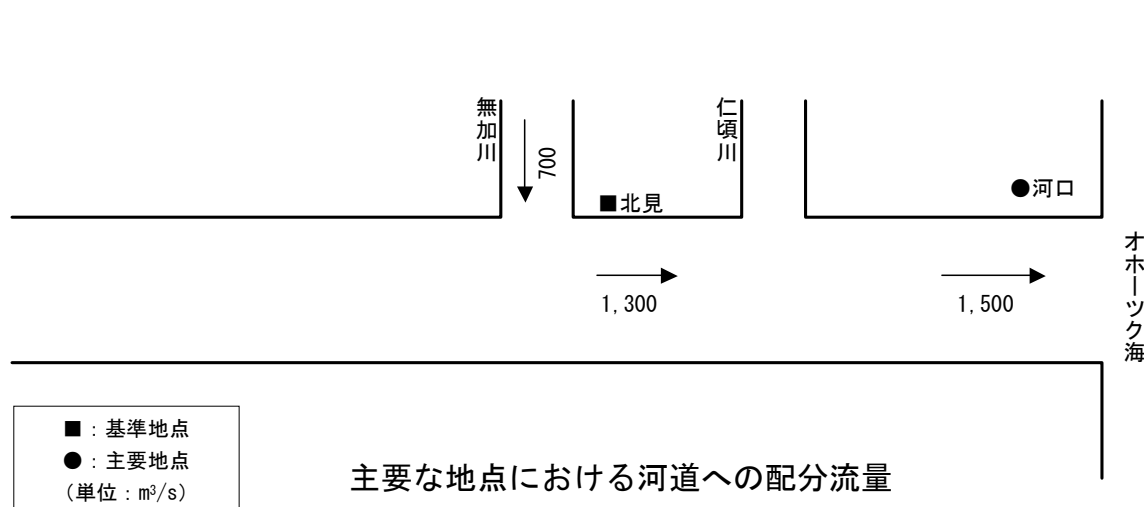 無加川
700
■北見
仁頃川
●河口
1,300
1,500
オホーツク海
■：基準地点
●：主要地点
（単位：m³/s）
主要な地点における河道への配分流量